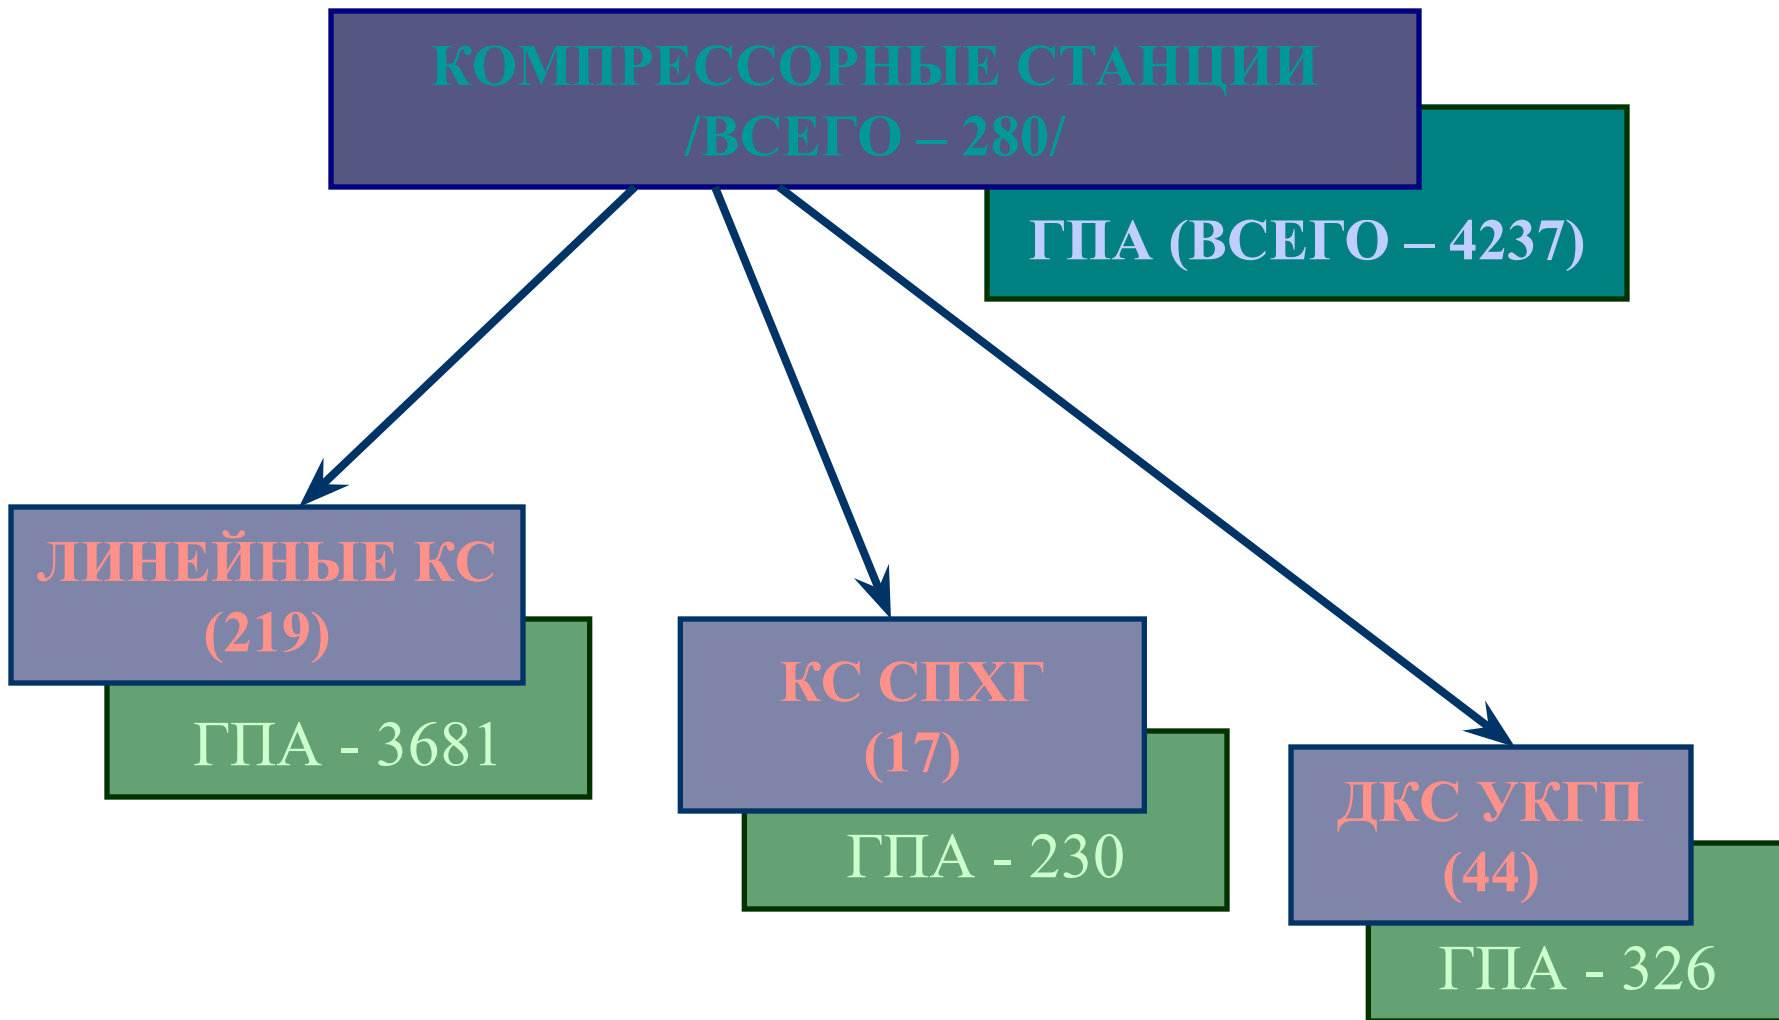 КОМПРЕССОРНЫЕ СТАНЦИИ
/ВСЕГО – 280/
ГПА (ВСЕГО – 4237)
ЛИНЕЙНЫЕ КС
(219)
ГПА - 3681
КС СПХГ
(17)
ГПА - 230
ДКС УКГП
(44)
ГПА - 326